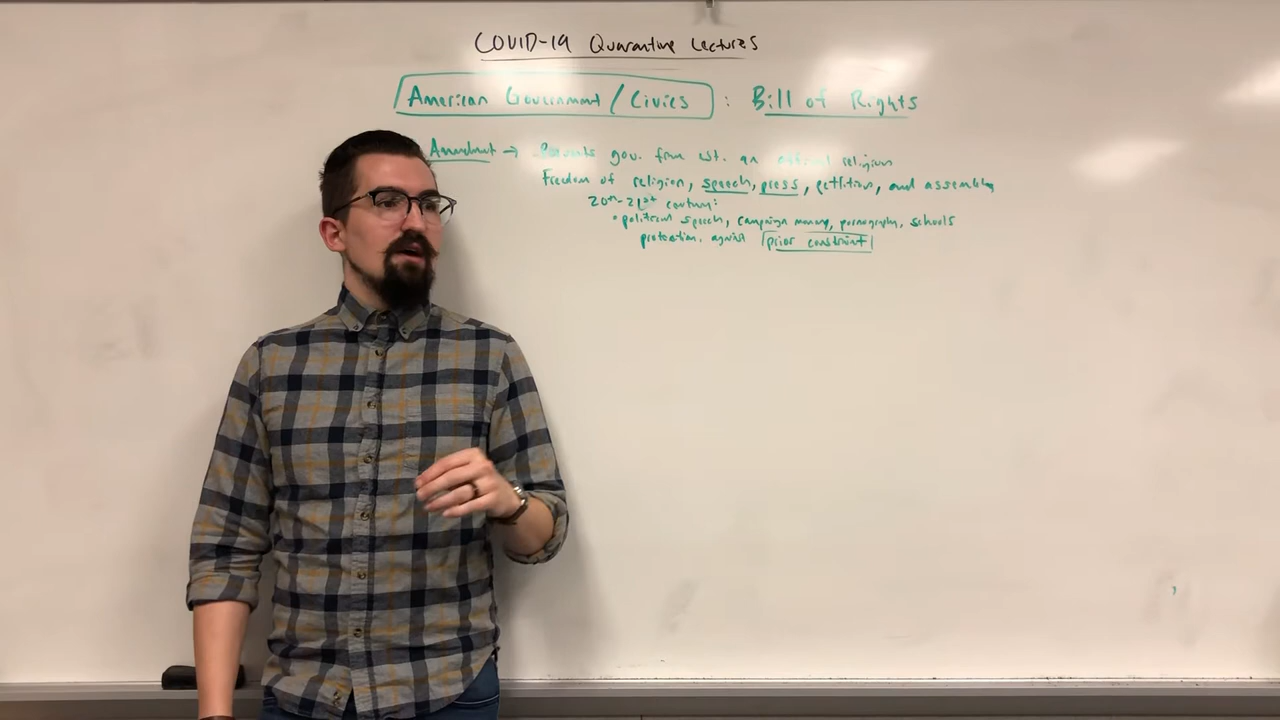 COVID-19 Quarantine Lectures
American Government / Civics : Bill of Rights
Amendment → Prevents gov. from est. an official religion
Freedom of religion, speech, press, petition, and assembly
20th-21st century:
• political speech, campaign money, pornography, schools
protection against prior constraint